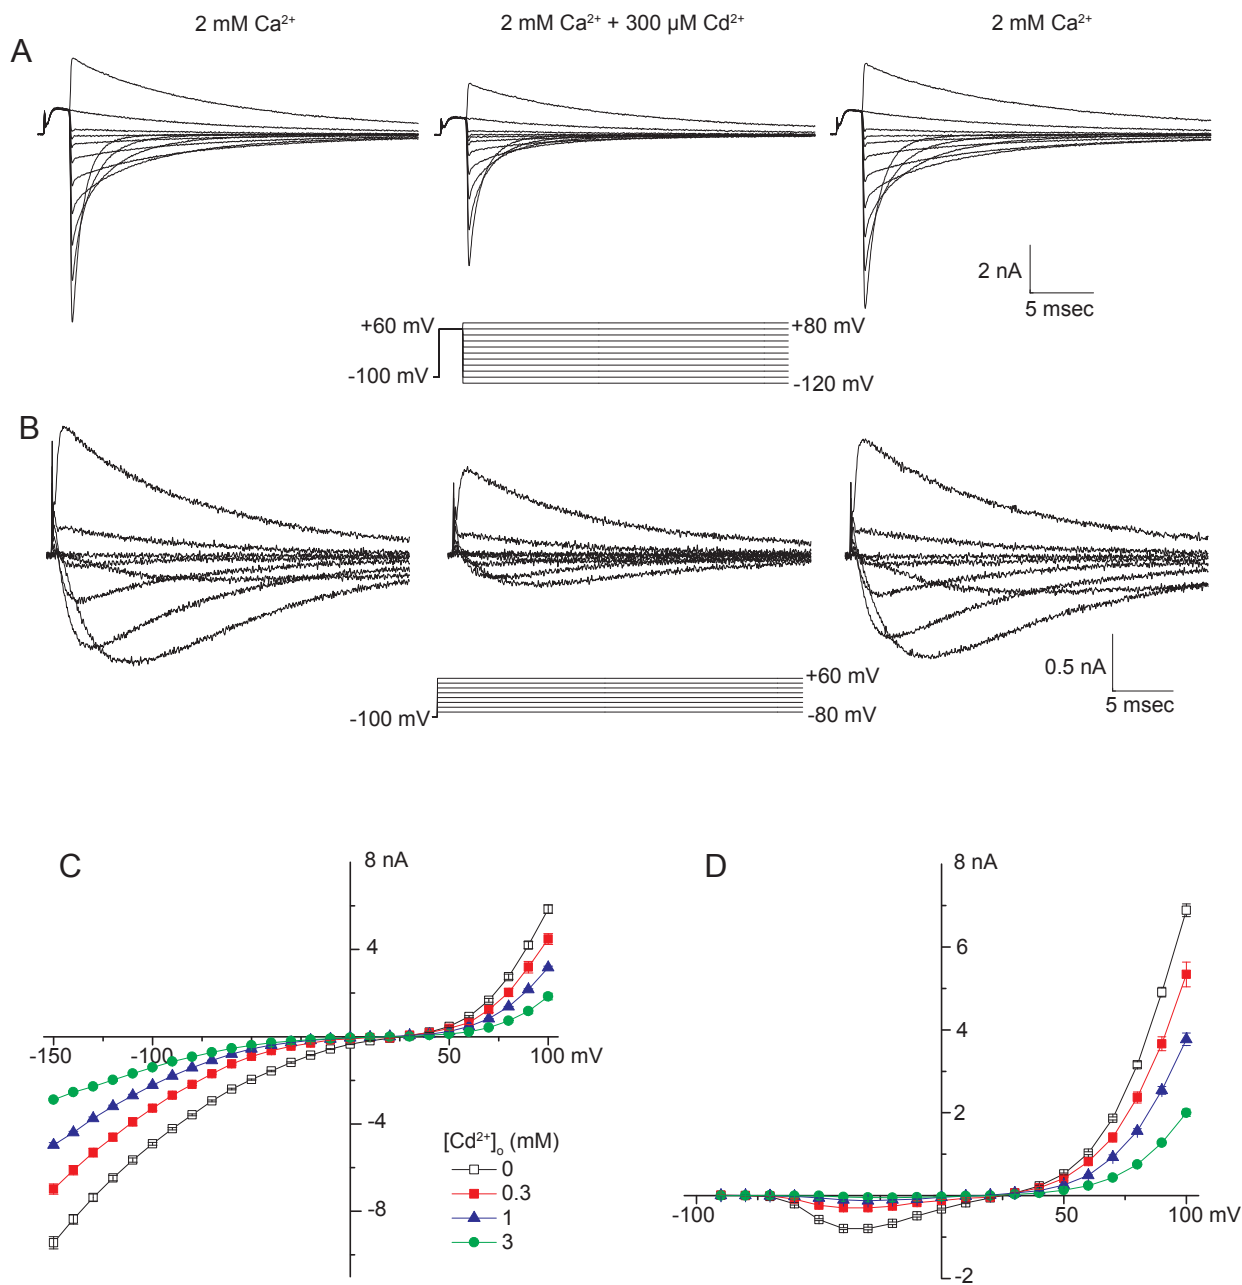 2 mM Ca²⁺
2 mM Ca²⁺ + 300 µM Cd²⁺
2 mM Ca²⁺
A
2 nA
5 msec
+60 mV
+80 mV
-100 mV
-120 mV
B
0.5 nA
5 msec
+60 mV
-100 mV
-80 mV
C
8 nA
4
-150
-100
50
100 mV
-4
-8
[Cd²⁺]ₒ (mM)
0
0.3
1
3
D
8 nA
6
4
2
-100
50
100 mV
-2